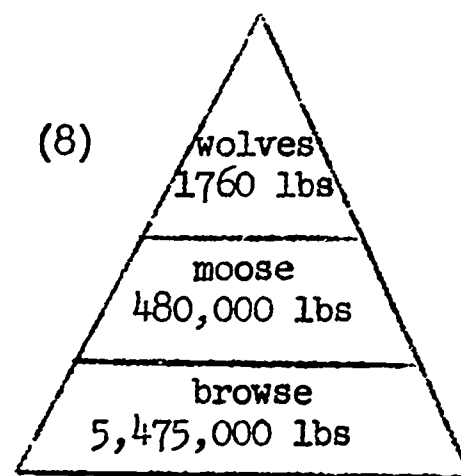 (8)
wolves
1760 lbs
moose
480,000 lbs
browse
5,475,000 lbs